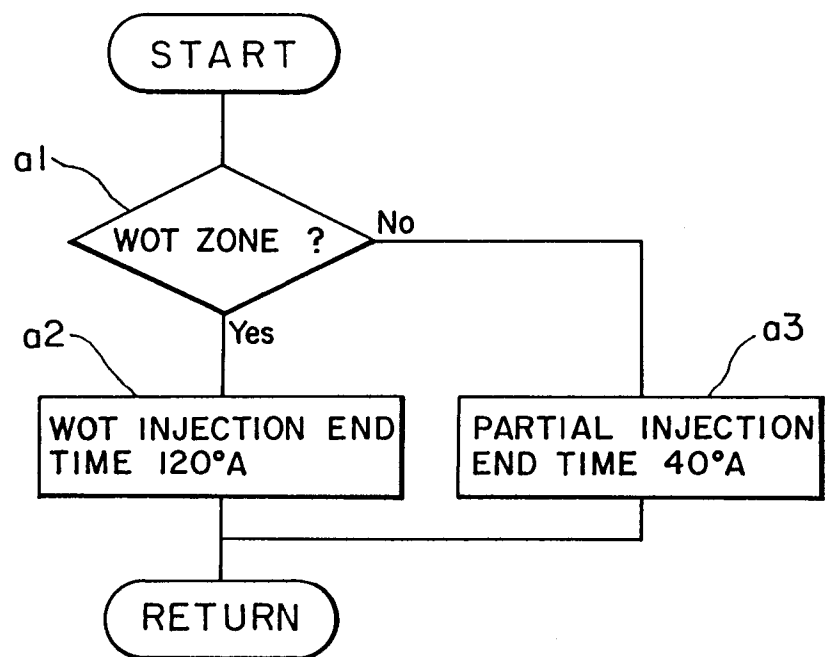 START
a1
WOT ZONE ?
No
Yes
a2
a3
WOT INJECTION END
TIME 120°A
PARTIAL INJECTION
END TIME 40°A
RETURN